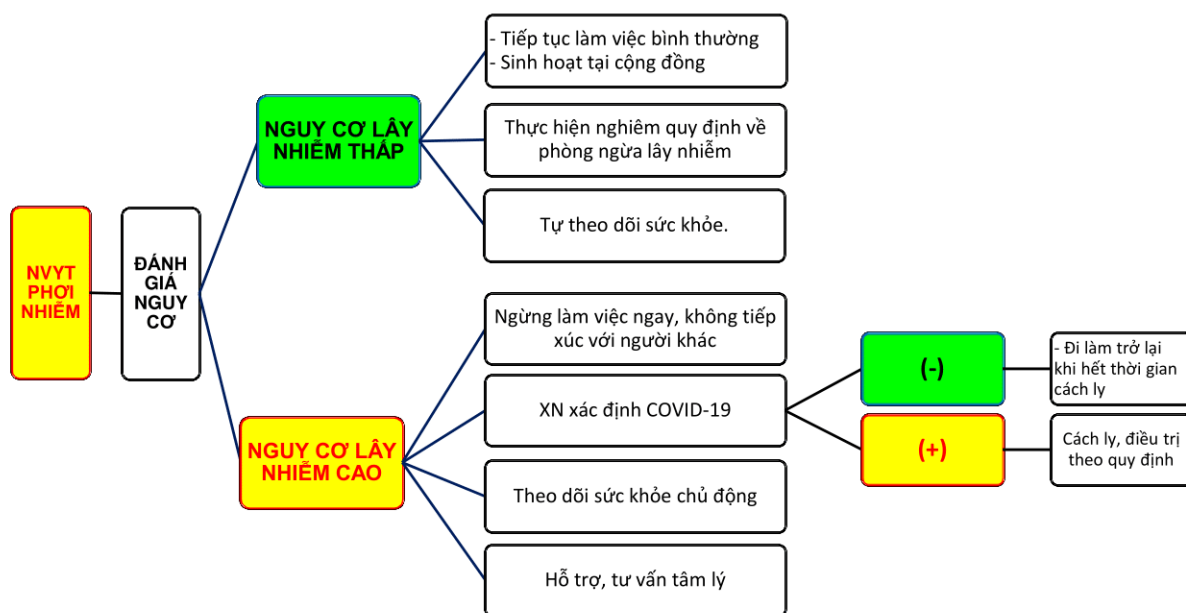 NVYT
PHƠI
NHIỄM
ĐÁNH
GIÁ
NGUY
CƠ
NGUY CƠ LÂY
NHIỄM THẤP
- Tiếp tục làm việc bình thường
- Sinh hoạt tại cộng đồng
Thực hiện nghiêm quy định về
phòng ngừa lây nhiễm
Tự theo dõi sức khỏe.
NGUY CƠ LÂY
NHIỄM CAO
Ngừng làm việc ngay, không tiếp
xúc với người khác
XN xác định COVID-19
(-)
- Đi làm trở lại
khi hết thời gian
cách ly
(+)
Cách ly, điều trị
theo quy định
Theo dõi sức khỏe chủ động
Hỗ trợ, tư vấn tâm lý